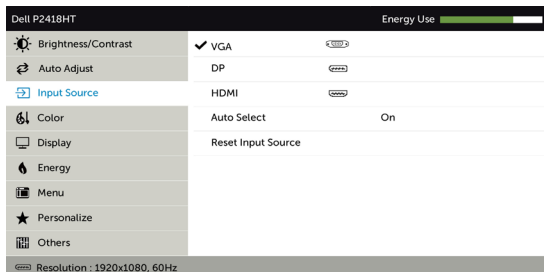 Dell P2418HT Energy Use
Brightness/Contrast
VGA
Auto Adjust
DP
Input Source
HDMI
Color
Auto Select On
Display
Reset Input Source
Energy
Menu
Personalize
Others
Resolution : 1920x1080, 60Hz